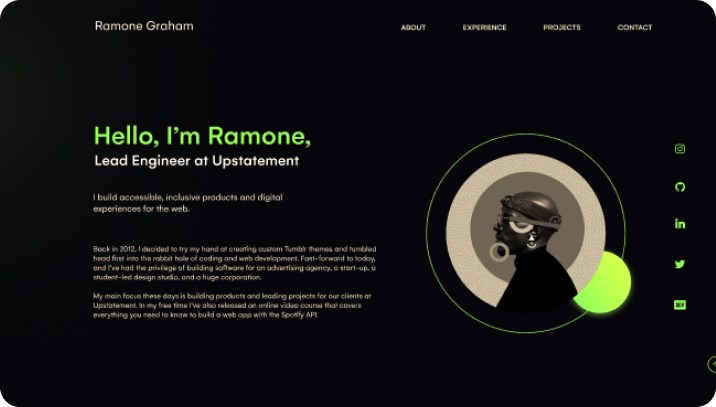 Ramone Graham
ABOUT EXPERIENCE PROJECTS CONTACT
Hello, I'm Ramone,
Lead Engineer at Upstatement
I build accessible, inclusive products and digital
experiences for the web.
Back in 2012, I decided to try my hand at creating custom Tumblr themes and tumbled
head first into the rabbit hole of coding and web development. Fast-forward to today,
and I've had the privilege of building software for an advertising agency, a start-up, a
student-led design studio, and a huge corporation.
My main focus these days is building products and leading projects for our clients at
Upstatement. In my free time I've also released an online video course that covers
everything you need to know to build a web app with the Spotify API.
in
DEV